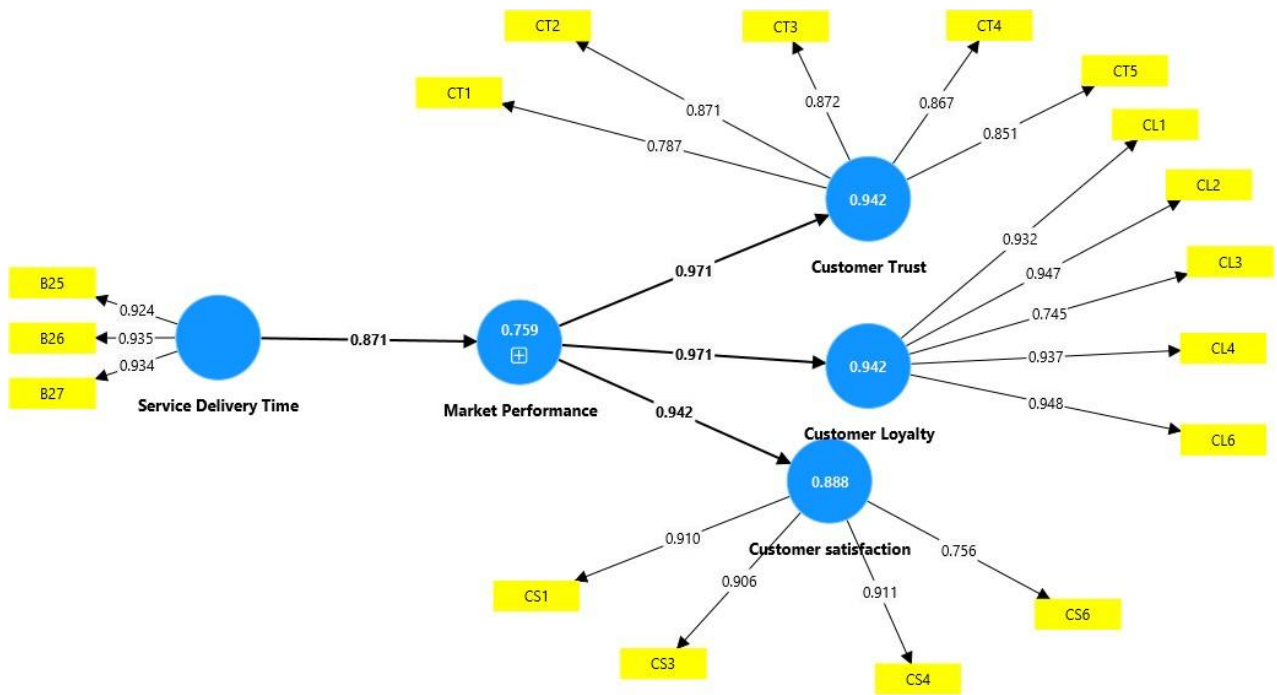 CT2
CT3
CT4
CT5
CT1
CL1
0.871
0.872
0.867
0.851
0.787
CL2
0.942
0.932
CL3
Customer Trust
0.947
0.971
B25
0.745
0.924
B26
0.935
0.871
0.759
0.971
0.942
0.937
CL4
0.934
B27
0.948
Service Delivery Time
Market Performance
0.942
Customer Loyalty
CL6
0.888
0.910
Customer satisfaction
0.756
0.906
0.911
CS1
CS6
CS3
CS4